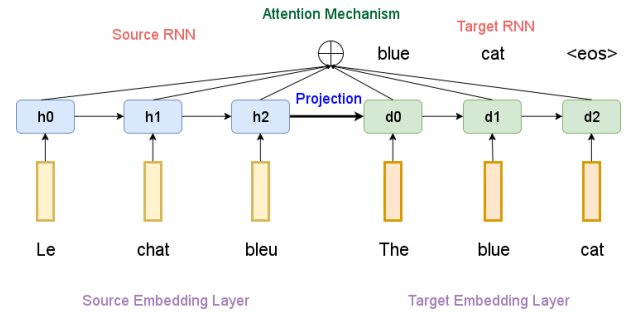 Attention Mechanism
Source RNN
Target RNN
blue cat <eos>
Projection
h0 h1 h2 d0 d1 d2
Le chat bleu The blue cat
Source Embedding Layer
Target Embedding Layer